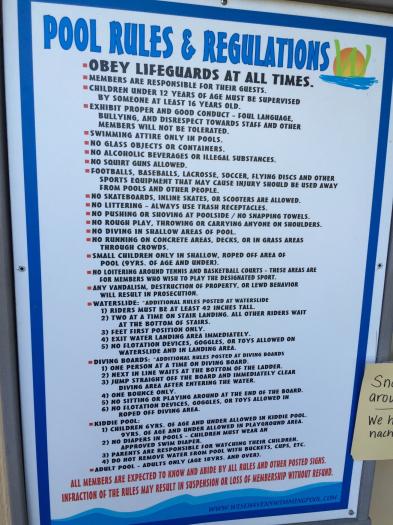 POOL RULES & REGULATIONS
▪OBEY LIFEGUARDS AT ALL TIMES.
▪MEMBERS ARE RESPONSIBLE FOR THEIR GUESTS.
▪CHILDREN UNDER 12 YEARS OF AGE MUST BE SUPERVISED
BY SOMEONE AT LEAST 16 YEARS OLD.
▪EXHIBIT PROPER AND GOOD CONDUCT - FOUL LANGUAGE,
BULLYING, AND DISRESPECT TOWARDS STAFF AND OTHER
MEMBERS WILL NOT BE TOLERATED.
▪SWIMMING ATTIRE ONLY IN POOLS.
▪NO GLASS OBJECTS OR CONTAINERS.
▪NO ALCOHOLIC BEVERAGES OR ILLEGAL SUBSTANCES.
▪NO SQUIRT GUNS ALLOWED.
▪FOOTBALLS, BASEBALLS, LACROSSE, SOCCER, FLYING DISCS AND OTHER
SPORTS EQUIPMENT THAT MAY CAUSE INJURY SHOULD BE USED AWAY
FROM POOLS AND OTHER PEOPLE.
▪NO SKATEBOARDS, INLINE SKATES, OR SCOOTERS ARE ALLOWED.
▪NO LITTERING - ALWAYS USE TRASH RECEPTACLES.
▪NO PUSHING OR SHOVING AT POOLSIDE / NO SNAPPING TOWELS.
▪NO ROUGH PLAY, THROWING OR CARRYING ANYONE ON SHOULDERS.
▪NO DIVING IN SHALLOW AREAS OF POOL.
▪NO RUNNING ON CONCRETE AREAS, DECKS, OR IN GRASS AREAS
THROUGH CROWDS.
▪SMALL CHILDREN ONLY IN SHALLOW, ROPED OFF AREA OF
POOL (9YRS. OF AGE AND UNDER).
▪NO LOITERING AROUND TENNIS AND BASKETBALL COURTS - THESE AREAS ARE
FOR MEMBERS WHO WISH TO PLAY THE DESIGNATED SPORT.
▪ANY VANDALISM, DESTRUCTION OF PROPERTY, OR LEWD BEHAVIOR
WILL RESULT IN PROSECUTION.
▪WATERSLIDE: *ADDITIONAL RULES POSTED AT WATERSLIDE
1) RIDERS MUST BE AT LEAST 42 INCHES TALL.
2) TWO AT A TIME ON STAIR LANDING. ALL OTHER RIDERS WAIT
AT THE BOTTOM OF STAIRS.
3) FEET FIRST POSITION ONLY.
4) EXIT WATER LANDING AREA IMMEDIATELY.
5) NO FLOTATION DEVICES, GOGGLES, OR TOYS ALLOWED ON
WATERSLIDE AND IN LANDING AREA.
▪DIVING BOARDS: *ADDITIONAL RULES POSTED AT DIVING BOARDS
1) ONE PERSON AT A TIME ON DIVING BOARD.
2) NEXT IN LINE WAITS AT THE BOTTOM OF THE LADDER.
3) JUMP STRAIGHT OFF THE BOARD AND IMMEDIATELY CLEAR
DIVING AREA AFTER ENTERING THE WATER.
4) ONE BOUNCE ONLY.
5) NO SITTING OR PLAYING AROUND AT THE END OF THE BOARD.
6) NO FLOTATION DEVICES, GOGGLES, OR TOYS ALLOWED IN
ROPED OFF DIVING AREA.
▪KIDDIE POOL:
1) CHILDREN 6YRS. OF AGE AND UNDER ALLOWED IN KIDDIE POOL.
9YRS. OF AGE AND UNDER ALLOWED IN PLAYGROUND AREA.
2) NO DIAPERS IN POOLS - CHILDREN MUST WEAR AN
APPROVED SWIM DIAPER.
3) PARENTS ARE RESPONSIBLE FOR WATCHING THEIR CHILDREN.
4) DO NOT REMOVE WATER FROM POOL WITH BUCKETS, CUPS, ETC.
▪ADULT POOL - ADULTS ONLY (AGE 18YRS. AND OVER).
ALL MEMBERS ARE EXPECTED TO KNOW AND ABIDE BY ALL RULES AND OTHER POSTED SIGNS.
INFRACTION OF THE RULES MAY RESULT IN SUSPENSION OR LOSS OF MEMBERSHIP WITHOUT REFUND.
WWW.WISEHAVENSWIMMINGPOOL.COM
arou
We h
nach